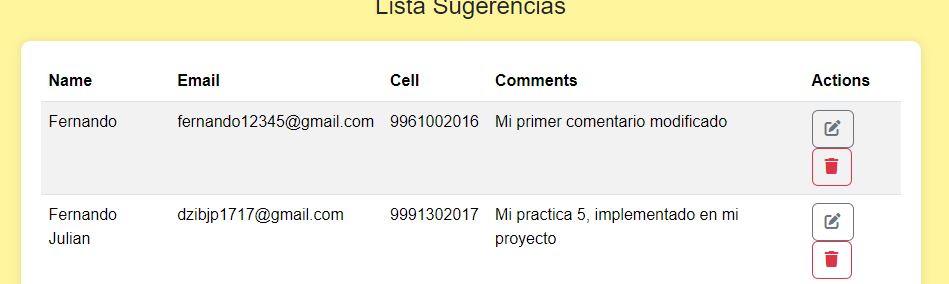 Lista Sugerencias
Name Email Cell Comments Actions
Fernando fernando12345@gmail.com 9961002016 Mi primer comentario modificado
Fernando dzibjp1717@gmail.com 9991302017 Mi practica 5, implementado en mi
Julian proyecto